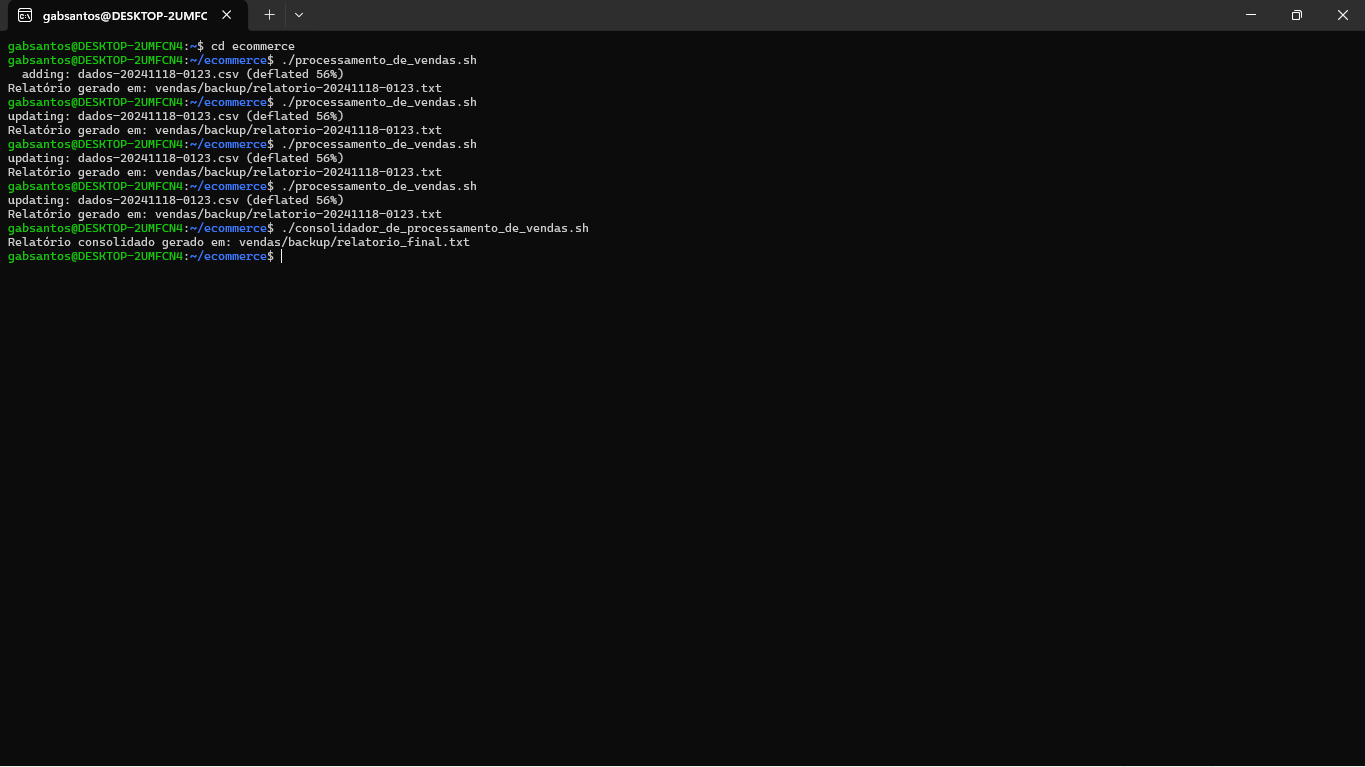 gabsantos@DESKTOP-2UMFC
gabsantos@DESKTOP-2UMFCN4:~$ cd ecommerce
gabsantos@DESKTOP-2UMFCN4:~/ecommerce$ ./processamento_de_vendas.sh
  adding: dados-20241118-0123.csv (deflated 56%)
Relatório gerado em: vendas/backup/relatorio-20241118-0123.txt
gabsantos@DESKTOP-2UMFCN4:~/ecommerce$ ./processamento_de_vendas.sh
updating: dados-20241118-0123.csv (deflated 56%)
Relatório gerado em: vendas/backup/relatorio-20241118-0123.txt
gabsantos@DESKTOP-2UMFCN4:~/ecommerce$ ./processamento_de_vendas.sh
updating: dados-20241118-0123.csv (deflated 56%)
Relatório gerado em: vendas/backup/relatorio-20241118-0123.txt
gabsantos@DESKTOP-2UMFCN4:~/ecommerce$ ./processamento_de_vendas.sh
updating: dados-20241118-0123.csv (deflated 56%)
Relatório gerado em: vendas/backup/relatorio-20241118-0123.txt
gabsantos@DESKTOP-2UMFCN4:~/ecommerce$ ./consolidador_de_processamento_de_vendas.sh
Relatório consolidado gerado em: vendas/backup/relatorio_final.txt
gabsantos@DESKTOP-2UMFCN4:~/ecommerce$